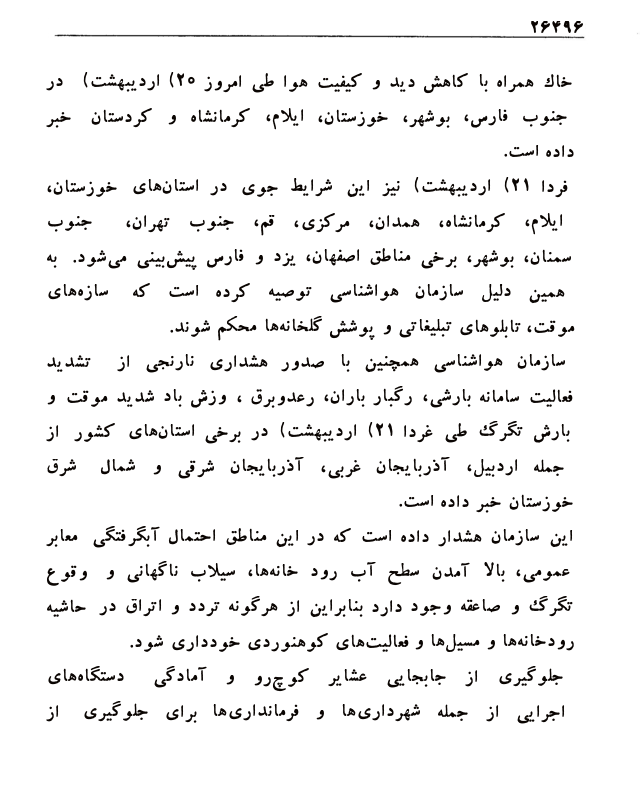 ۲۶۴۹۶
خاك همراه با کاهش دید و کیفیت هوا طی امروز ۲۵) اردیبهشت) در
جنوب فارس، بوشهر، خوزستان، ایلام، کرمانشاه و کردستان خبر
داده است.
فردا ۲۱) اردیبهشت) نیز این شرایط جوی در استان‌های خوزستان،
ایلام، کرمانشاه، همدان، مرکزی، قم، جنوب تهران، جنوب
سمنان، بوشهر، برخی مناطق اصفهان، یزد و فارس پیش‌بینی می‌شود. به
همین دلیل سازمان هواشناسی توصیه کرده است که سازه‌های
موقت، تابلوهای تبلیغاتی و پوشش گلخانه‌ها محکم شوند.
سازمان هواشناسی همچنین با صدور هشداری نارنجی از تشدید
فعالیت سامانه بارشی، رگبار باران، رعدوبرق ، وزش باد شدید موقت و
بارش تگرگ طی غردا ۲۱) اردیبهشت) در برخی استان‌های کشور از
جمله اردبیل، آذربایجان غربی، آذربایجان شرقی و شمال شرق
خوزستان خبر داده است.
این سازمان هشدار داده است که در این مناطق احتمال آبگرفتگی معابر
عمومی، بالا آمدن سطح آب رود خانه‌ها، سیلاب ناگهانی و وقوع
تگرگ و صاعقه وجود دارد بنابراین از هرگونه تردد و اتراق در حاشیه
رودخانه‌ها و مسیل‌ها و فعالیت‌های کوهنوردی خودداری شود.
جلوگیری از جابجایی عشایر کوچ‌رو و آمادگی دستگاه‌های
اجرایی از جمله شهرداری‌ها و فرمانداری‌ها برای جلوگیری از